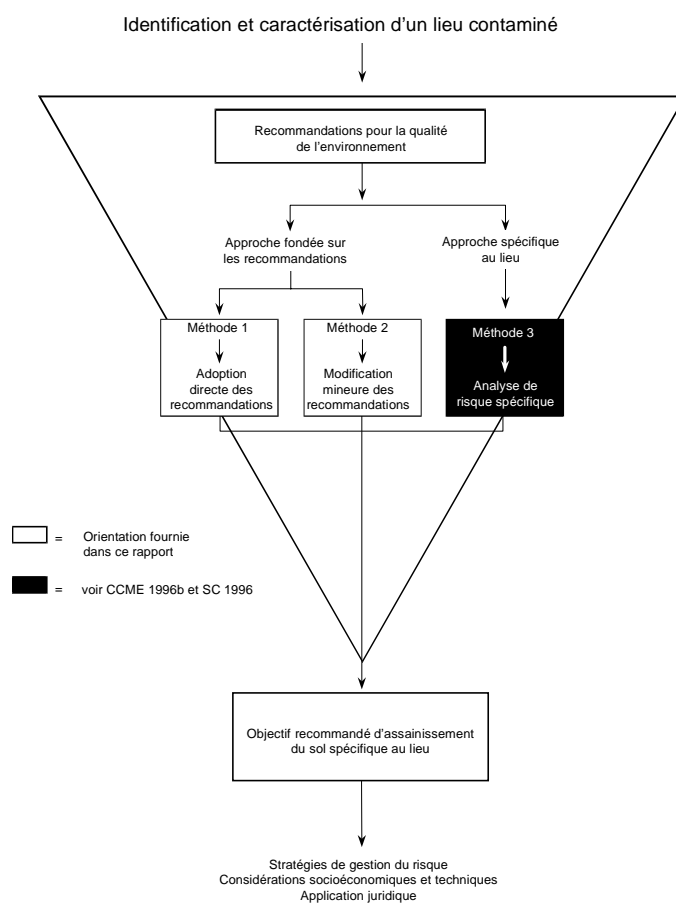 Identification et caractérisation d'un lieu contaminé
Recommandations pour la qualité
de l'environnement
Approche fondée sur
les recommandations
Approche spécifique
au lieu
Méthode 1
Adoption
directe des
recommandations
Méthode 2
Modification
mineure des
recommandations
Méthode 3
Analyse de
risque spécifique
= Orientation fournie
dans ce rapport
= voir CCME 1996b et SC 1996
Objectif recommandé d'assainissement
du sol spécifique au lieu
Stratégies de gestion du risque
Considérations socioéconomiques et techniques
Application juridique